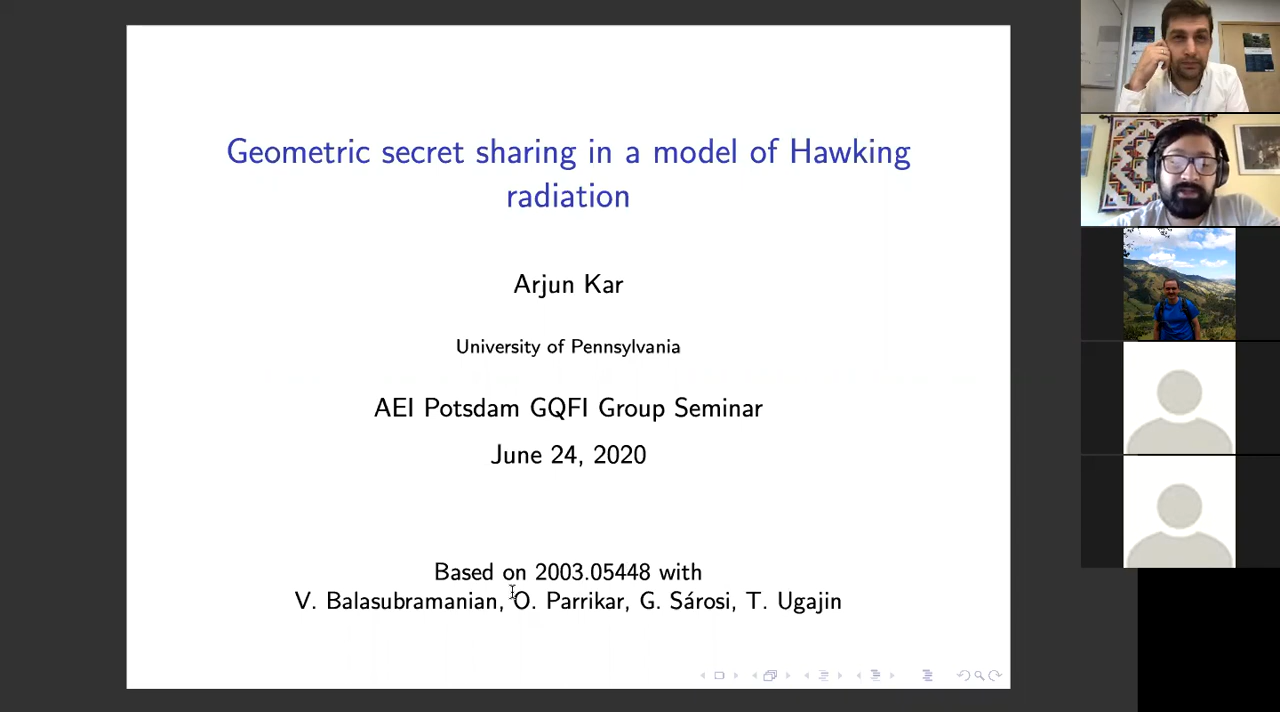 Geometric secret sharing in a model of Hawking
radiation
Arjun Kar
University of Pennsylvania
AEI Potsdam GQFI Group Seminar
June 24, 2020
Based on 2003.05448 with
V. Balasubramanian, O. Parrikar, G. Sárosi, T. Ugajin